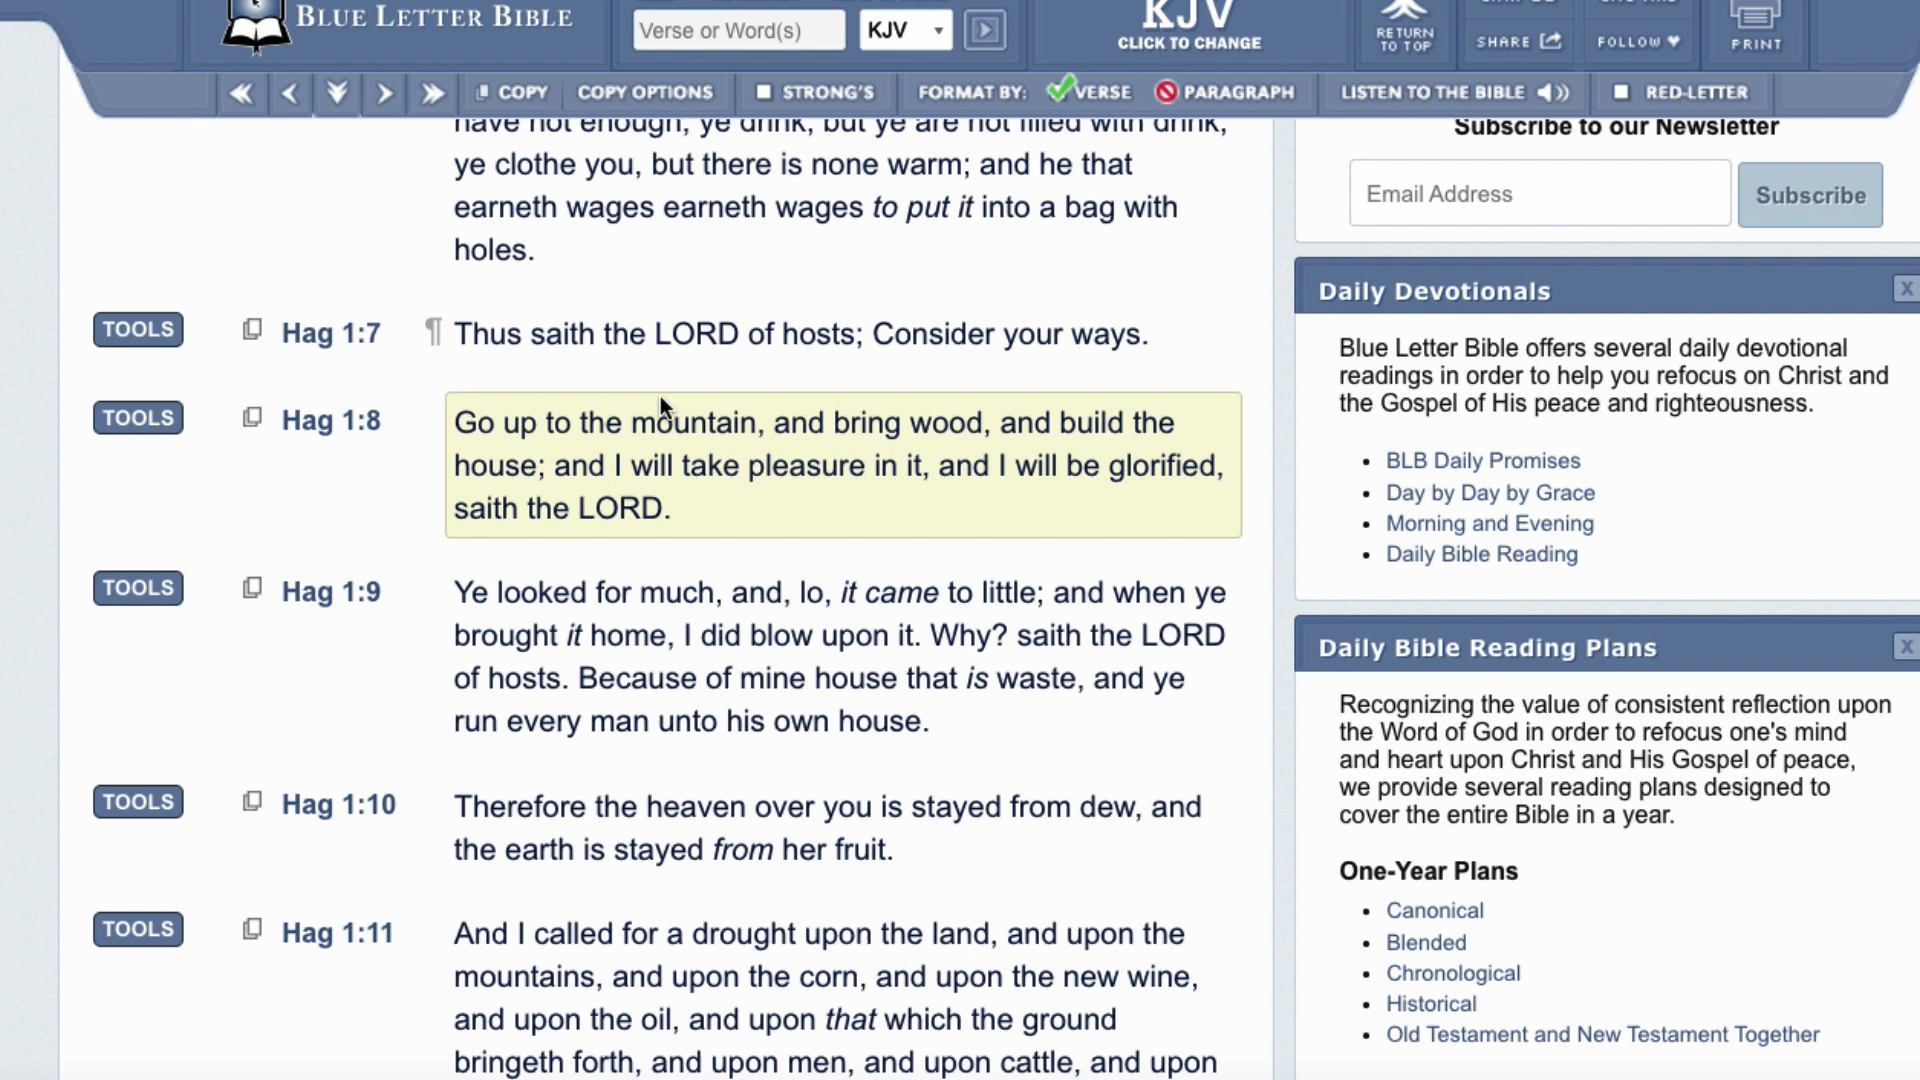 BLUE LETTER BIBLE
Verse or Word(s)
KJV
KJV
CLICK TO CHANGE
RETURN
TO TOP
SHARE
FOLLOW
PRINT
COPY
COPY OPTIONS
STRONG'S
FORMAT BY:
VERSE
PARAGRAPH
LISTEN TO THE BIBLE
RED-LETTER
have not enough, ye drink, but ye are not filled with drink,
ye clothe you, but there is none warm; and he that
earneth wages earneth wages to put it into a bag with
holes.
TOOLS
Hag 1:7
¶ Thus saith the LORD of hosts; Consider your ways.
TOOLS
Hag 1:8
Go up to the mountain, and bring wood, and build the
house; and I will take pleasure in it, and I will be glorified,
saith the LORD.
TOOLS
Hag 1:9
Ye looked for much, and, lo, it came to little; and when ye
brought it home, I did blow upon it. Why? saith the LORD
of hosts. Because of mine house that is waste, and ye
run every man unto his own house.
TOOLS
Hag 1:10
Therefore the heaven over you is stayed from dew, and
the earth is stayed from her fruit.
TOOLS
Hag 1:11
And I called for a drought upon the land, and upon the
mountains, and upon the corn, and upon the new wine,
and upon the oil, and upon that which the ground
bringeth forth, and upon men, and upon cattle, and upon
Subscribe to our Newsletter
Email Address
Subscribe
Daily Devotionals
X
Blue Letter Bible offers several daily devotional
readings in order to help you refocus on Christ and
the Gospel of His peace and righteousness.
BLB Daily Promises
Day by Day by Grace
Morning and Evening
Daily Bible Reading
Daily Bible Reading Plans
X
Recognizing the value of consistent reflection upon
the Word of God in order to refocus one's mind
and heart upon Christ and His Gospel of peace,
we provide several reading plans designed to
cover the entire Bible in a year.
One-Year Plans
Canonical
Blended
Chronological
Historical
Old Testament and New Testament Together